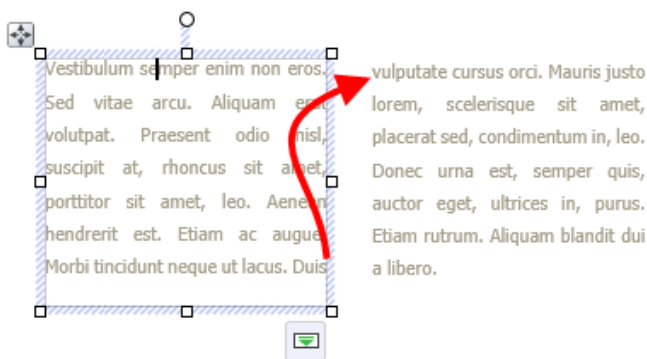 Vestibulum semper enim non eros.
Sed vitae arcu. Aliquam erat
volutpat. Praesent odio nisl,
suscipit at, rhoncus sit amet,
porttitor sit amet, leo. Aenean
hendrerit est. Etiam ac augue.
Morbi tincidunt neque ut lacus. Duis
vulputate cursus orci. Mauris justo
lorem, scelerisque sit amet,
placerat sed, condimentum in, leo.
Donec urna est, semper quis,
auctor eget, ultrices in, purus.
Etiam rutrum. Aliquam blandit dui
a libero.